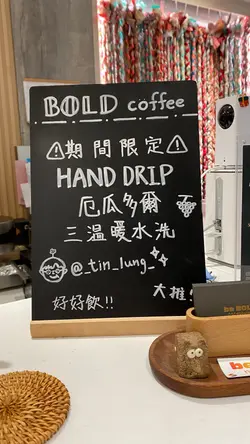 BOLD coffee
⚠期間限定⚠
HAND DRIP
厄瓜多爾
三溫暖水洗
@_tin_lung_
好好飲!!
大推!